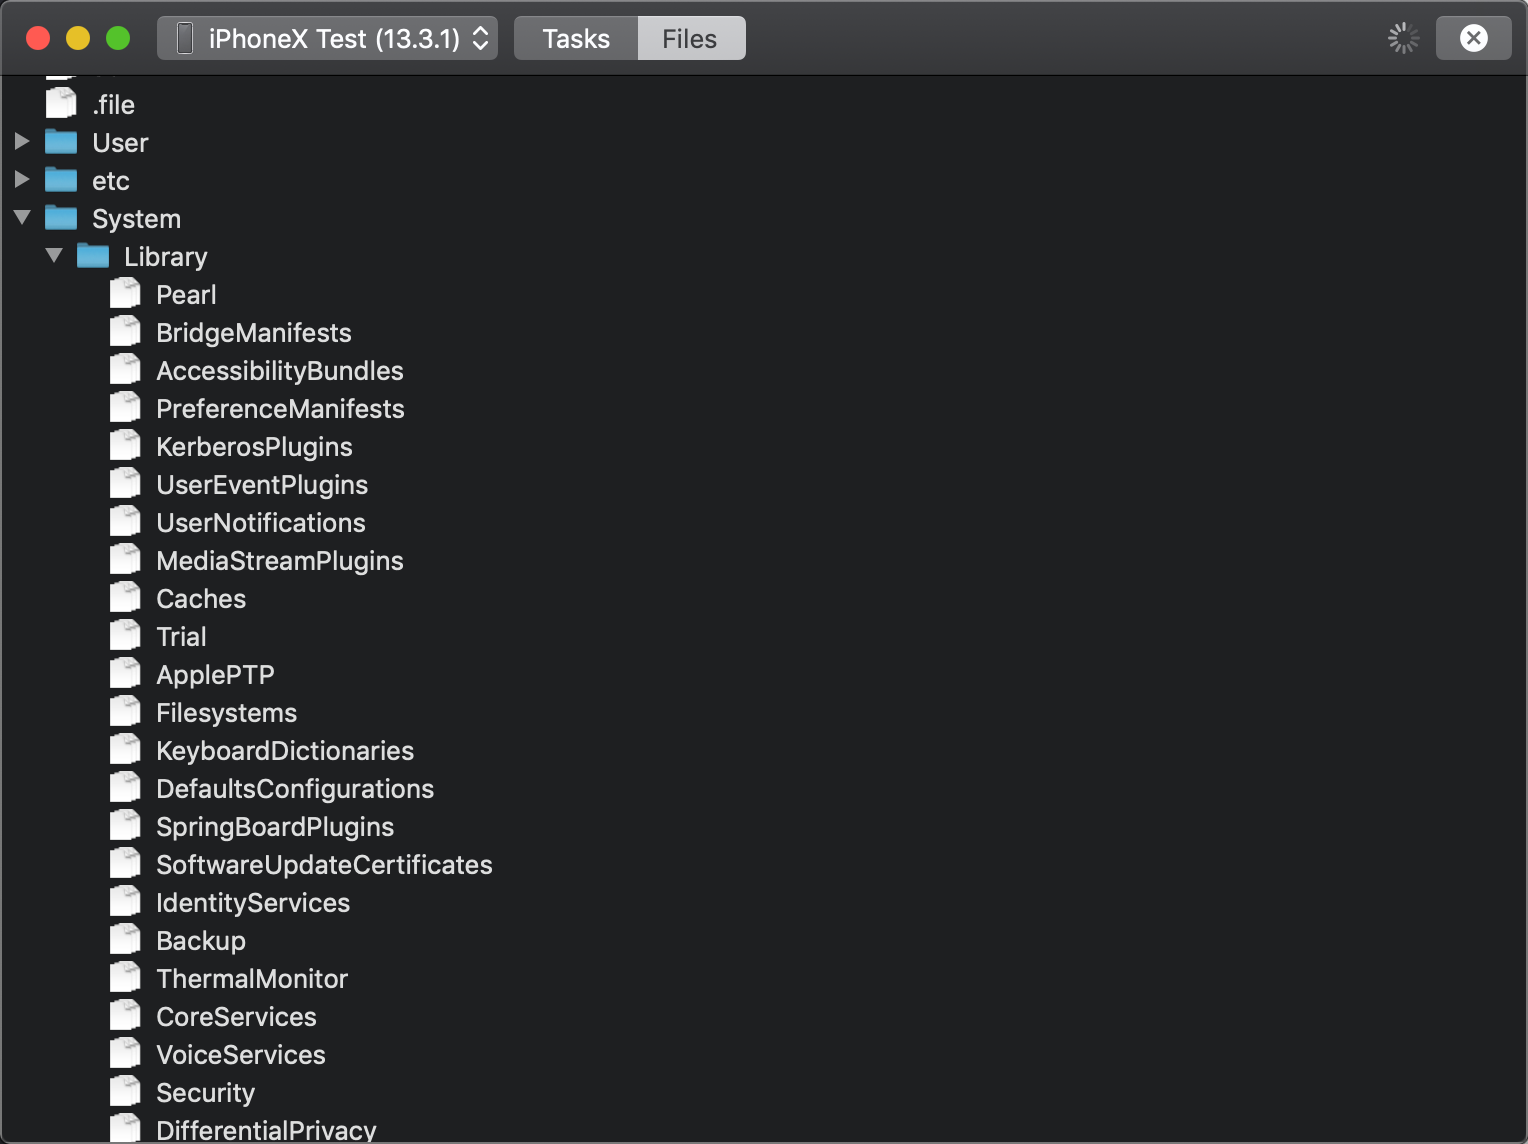 iPhoneX Test (13.3.1)
Tasks
Files
.file
User
etc
System
Library
Pearl
BridgeManifests
AccessibilityBundles
PreferenceManifests
KerberosPlugins
UserEventPlugins
UserNotifications
MediaStreamPlugins
Caches
Trial
ApplePTP
Filesystems
KeyboardDictionaries
DefaultsConfigurations
SpringBoardPlugins
SoftwareUpdateCertificates
IdentityServices
Backup
ThermalMonitor
CoreServices
VoiceServices
Security
DifferentialPrivacy